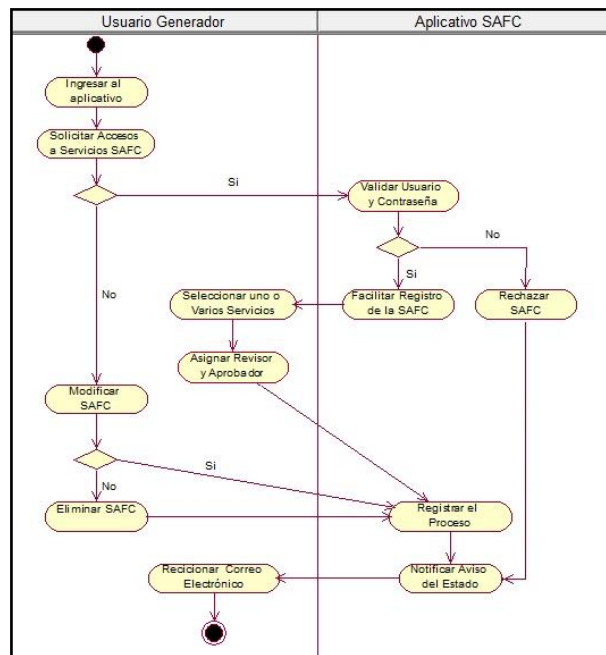 Usuario Generador
Aplicativo SAFC
Ingresar al
aplicativo
Solicitar Accesos
a Servicios SAFC
Si
Validar Usuario
y Contraseña
No
Si
No
Seleccionar uno o
Varios Servicios
Facilitar Registro
de la SAFC
Rechazar
SAFC
Asignar Revisor
y Aprobador
Modificar
SAFC
Si
No
Eliminar SAFC
Registrar el
Proceso
Recicionar Correo
Electrónico
Notificar Aviso
del Estado